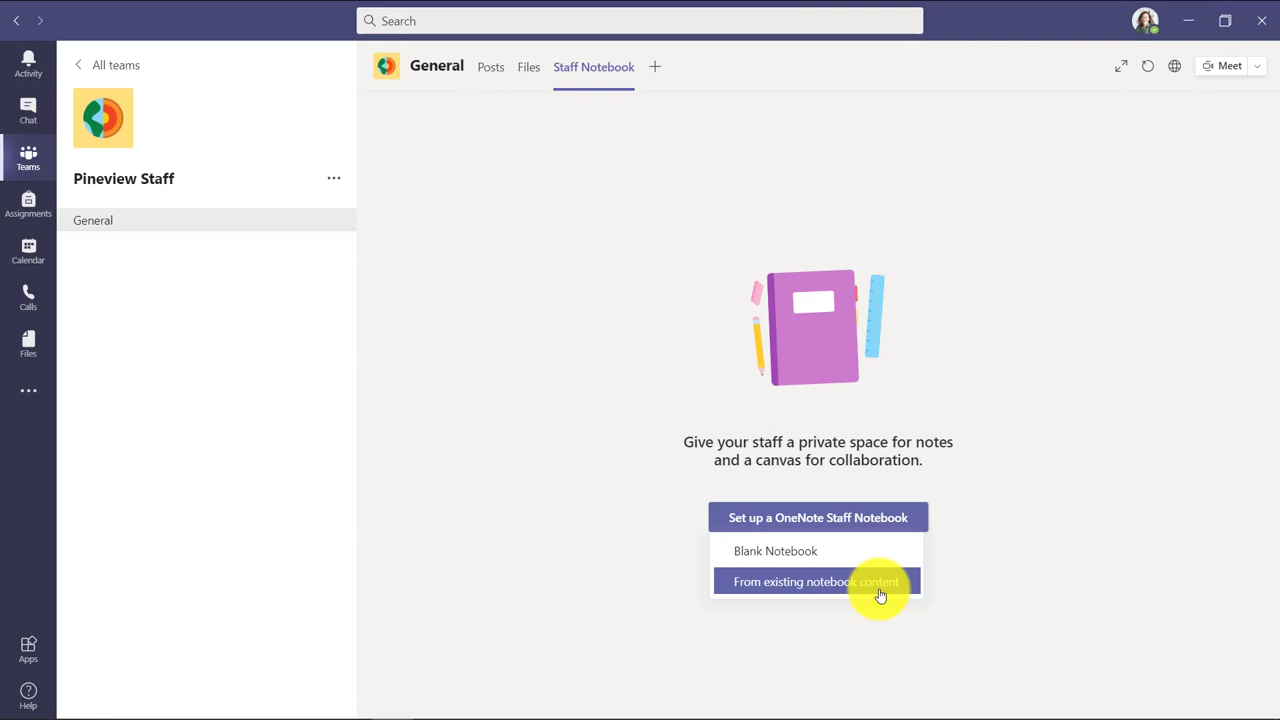 Search
Activity
Chat
Teams
Assignments
Calendar
Calls
Files
Apps
Help
All teams
Pineview Staff
General
General Posts Files Staff Notebook
Meet
Give your staff a private space for notes
and a canvas for collaboration.
Set up a OneNote Staff Notebook
Blank Notebook
From existing notebook content